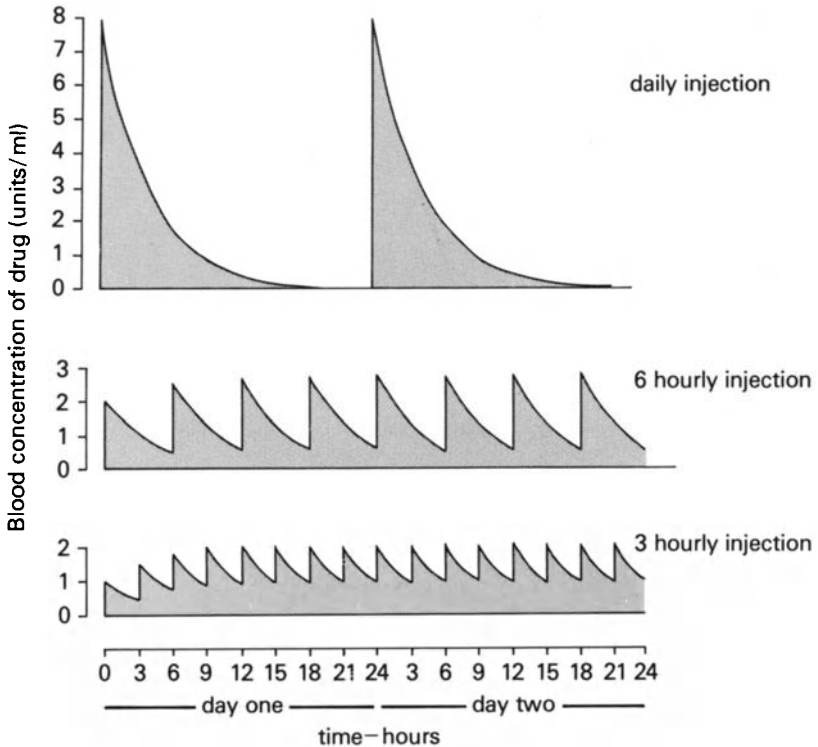 Blood concentration of drug (units/ml)
8
7
6
5
4
3
2
1
0
daily injection
3
2
1
0
6 hourly injection
2
1
0
3 hourly injection
0 3 6 9 12 15 18 21 24 3 6 9 12 15 18 21 24
day one day two
time–hours